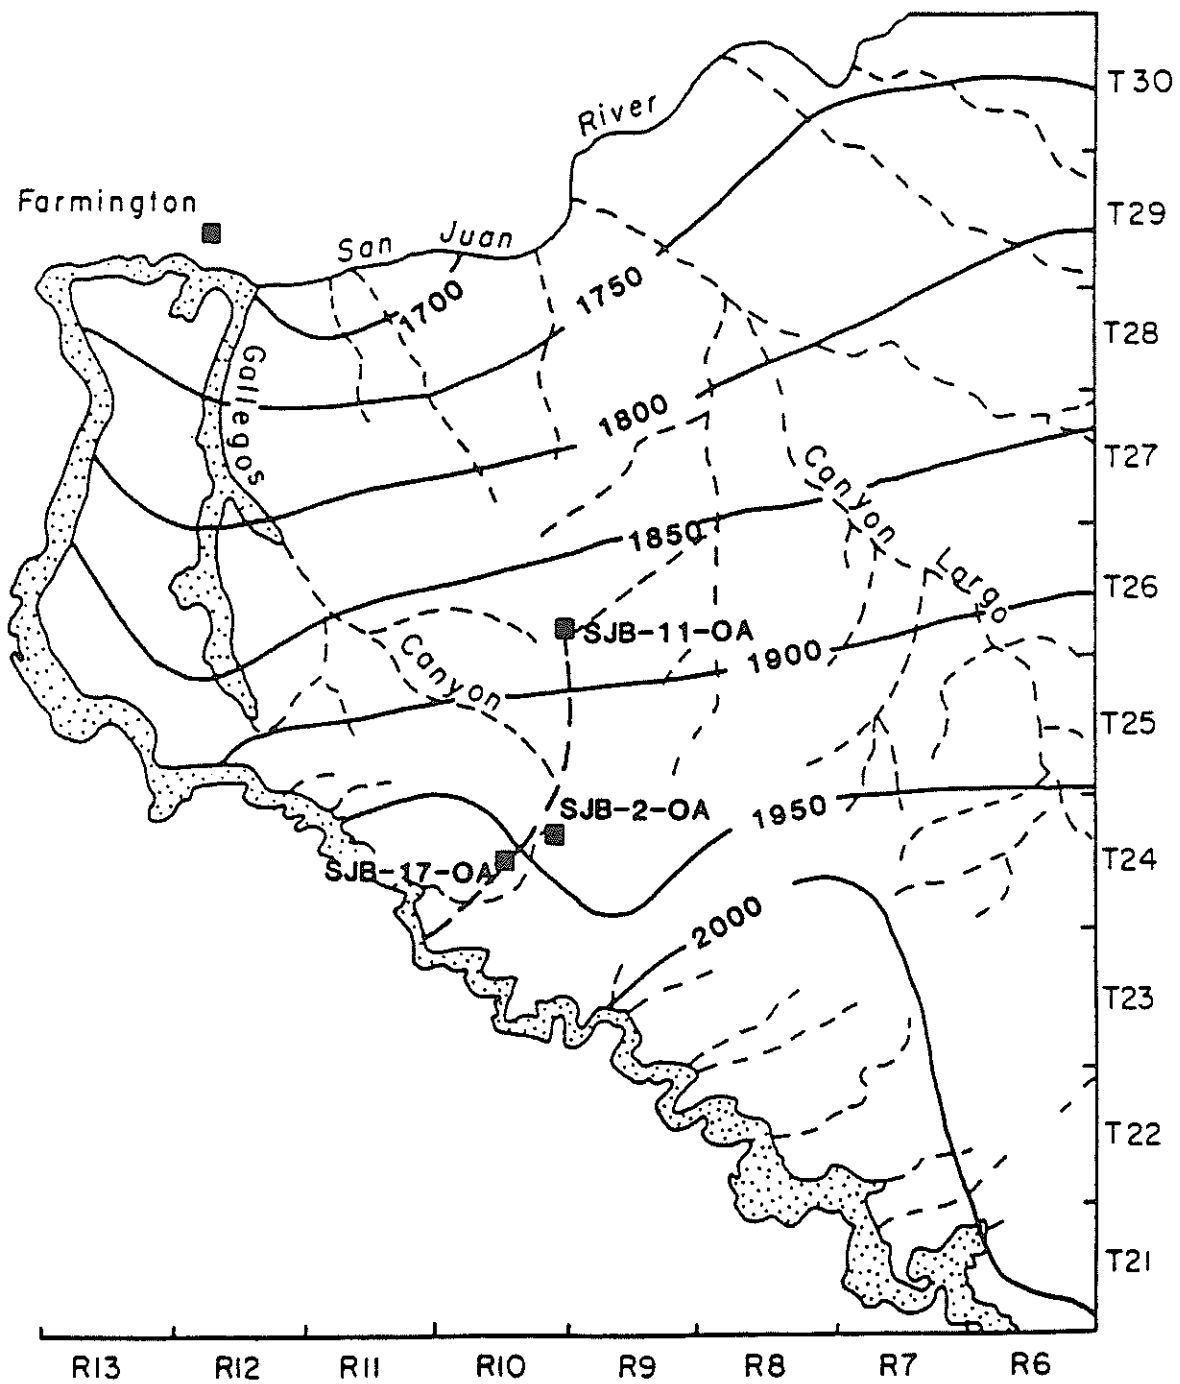 T30
River
Farmington
T29
San Juan
1700
1750
T28
Gallegos
1800
T27
Canyon
1850
Largo
T26
SJB-11-OA
Canyon
1900
T25
SJB-2-OA
1950
T24
SJB-17-OA
2000
T23
T22
T21
R13 R12 R11 R10 R9 R8 R7 R6